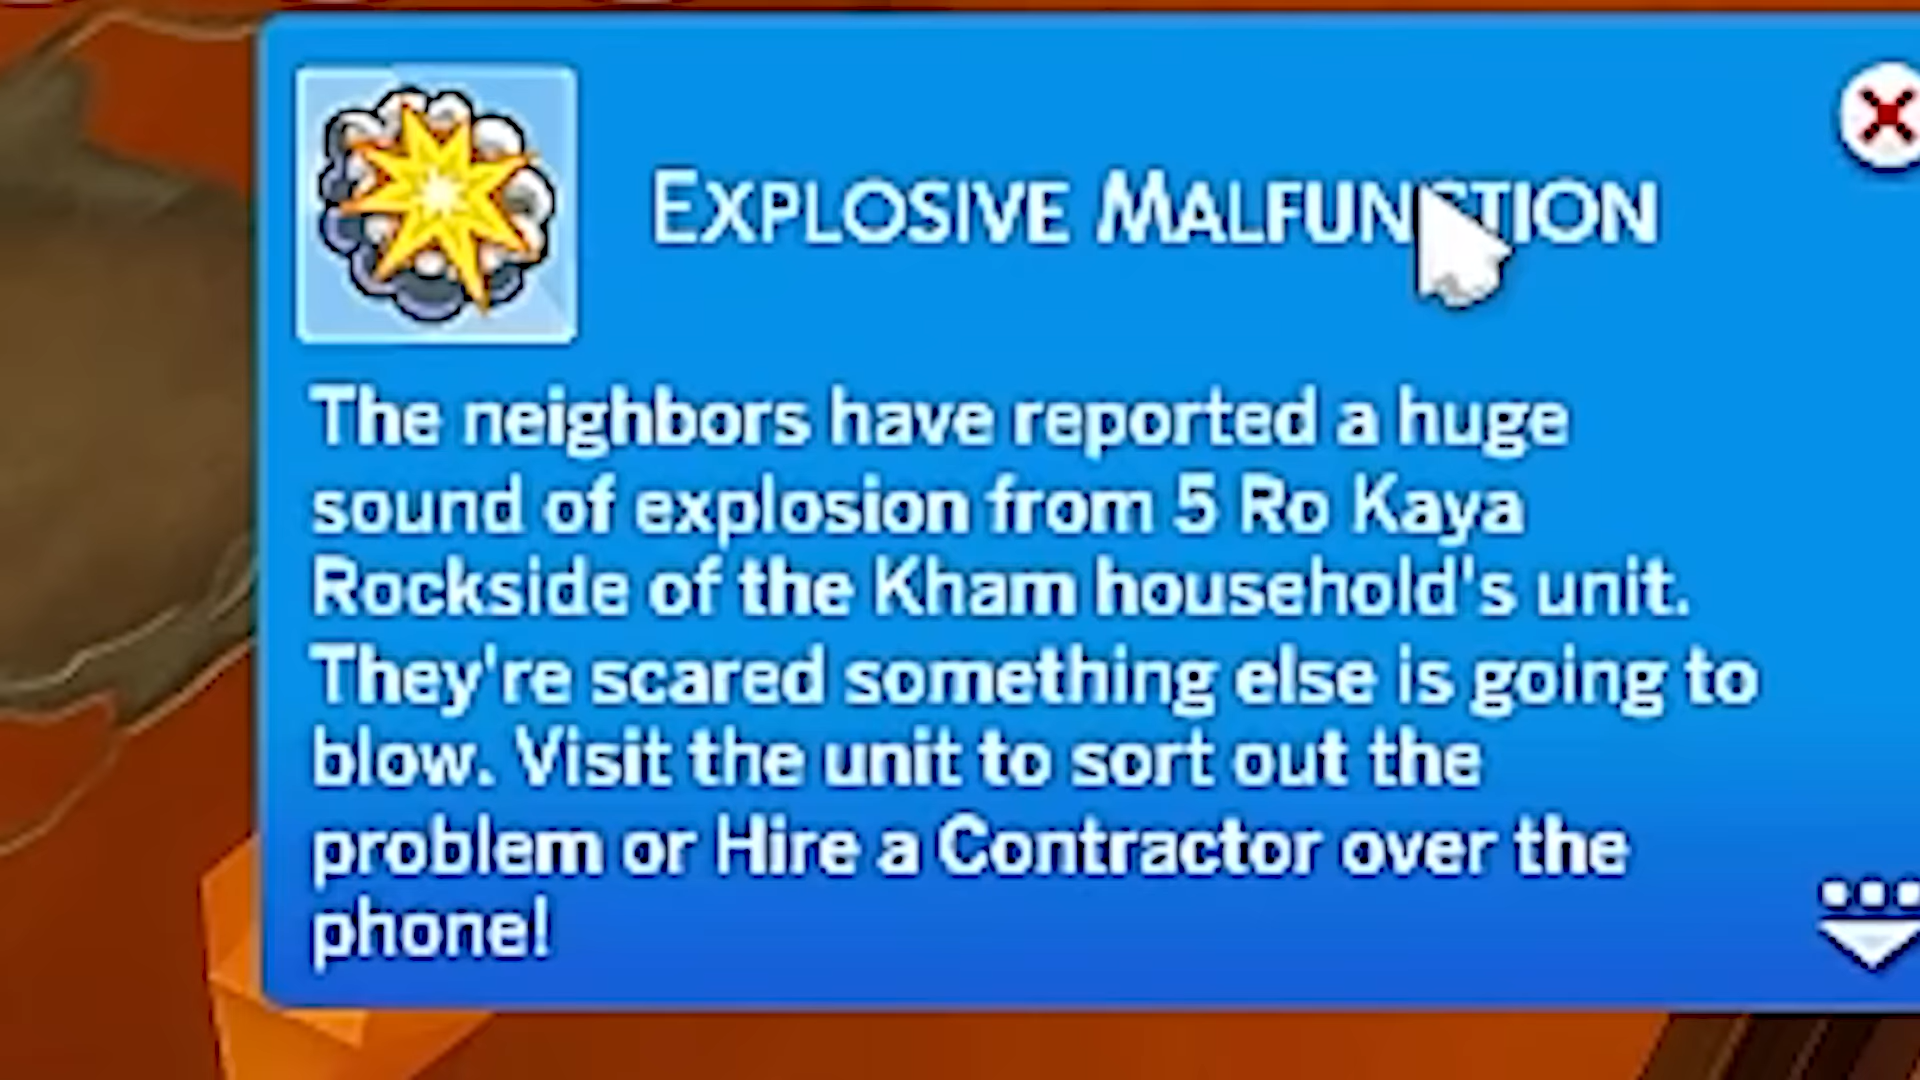 EXPLOSIVE MALFUNCTION
The neighbors have reported a huge
sound of explosion from 5 Ro Kaya
Rockside of the Kham household's unit.
They're scared something else is going to
blow. Visit the unit to sort out the
problem or Hire a Contractor over the
phone!